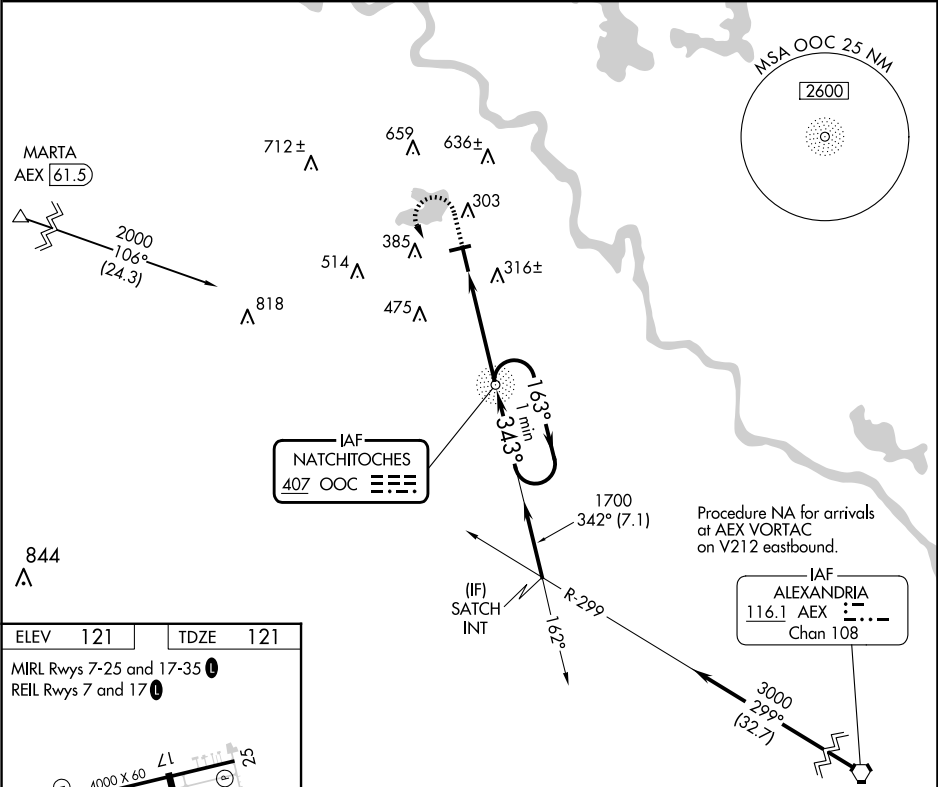 MSA OOC 25 NM
2600
MARTA
AEX 61.5
2000
106°
(24.3)
712 ±
659
636±
303
385
514
316±
818
475
163°
1 min
343°
IAF
NATCHITOCHES
407 OOC
1700
342° (7.1)
Procedure NA for arrivals
at AEX VORTAC
on V212 eastbound.
844
(IF)
SATCH
INT
R-299
162°
IAF
ALEXANDRIA
116.1 AEX
Chan 108
3000
299°
(32.7)
ELEV 121
TDZE 121
MIRL Rwys 7-25 and 17-35 L
REIL Rwys 7 and 17 L
4000 X 60
17
25
P